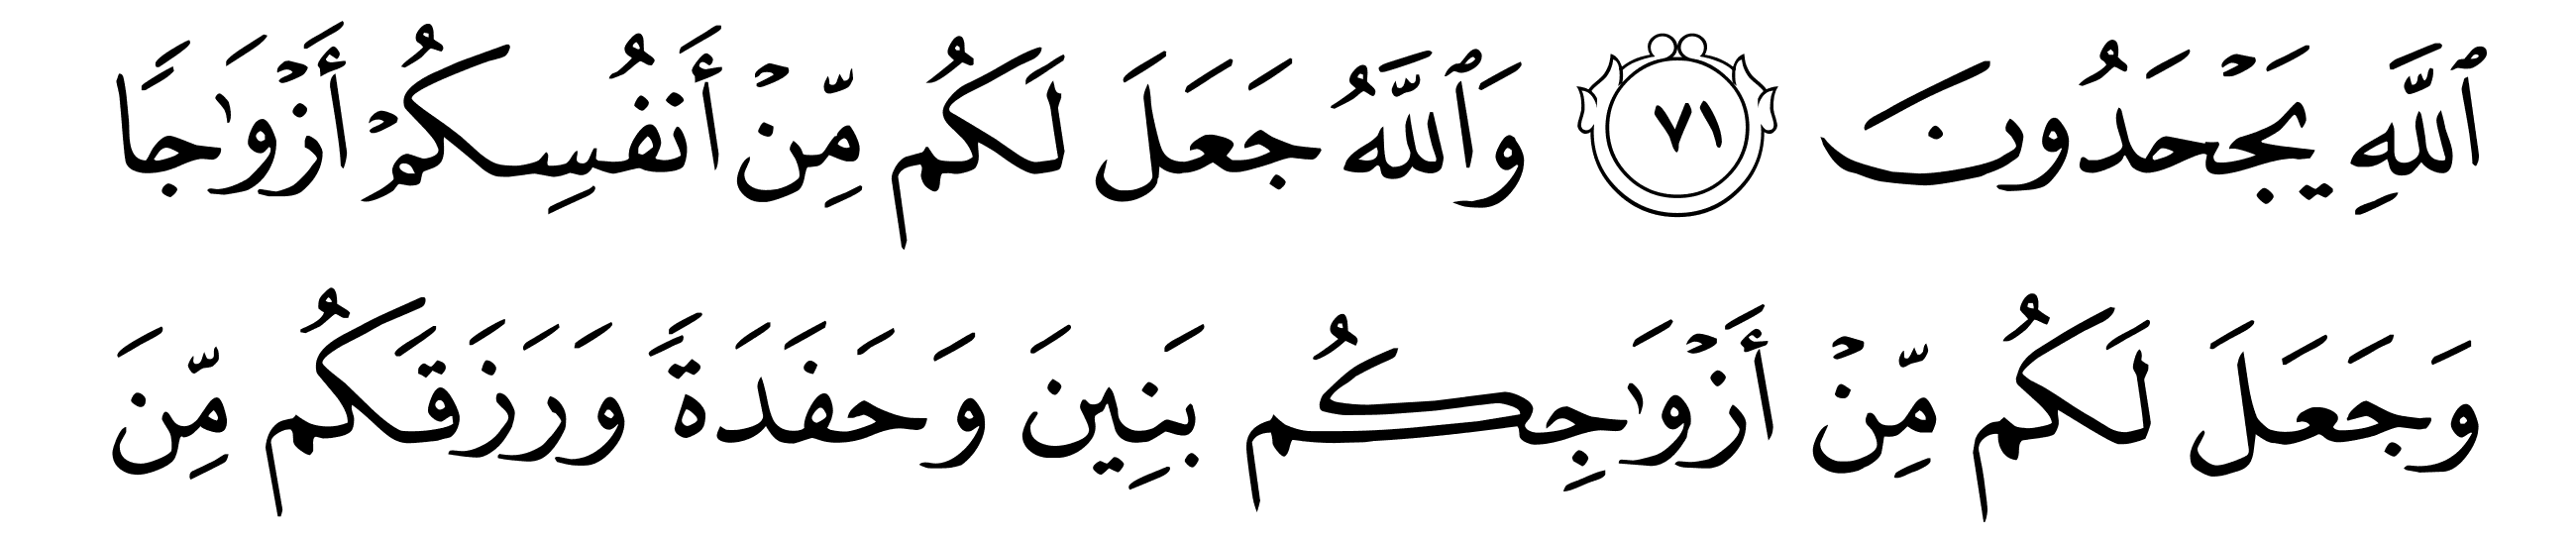 ٱللَّهِ يَجۡحَدُونَ ٧١ وَٱللَّهُ جَعَلَ لَكُم مِّنۡ أَنفُسِكُمۡ أَزۡوَٰجٗا
وَجَعَلَ لَكُم مِّنۡ أَزۡوَٰجِكُم بَنِينَ وَحَفَدَةٗ وَرَزَقَكُم مِّنَ